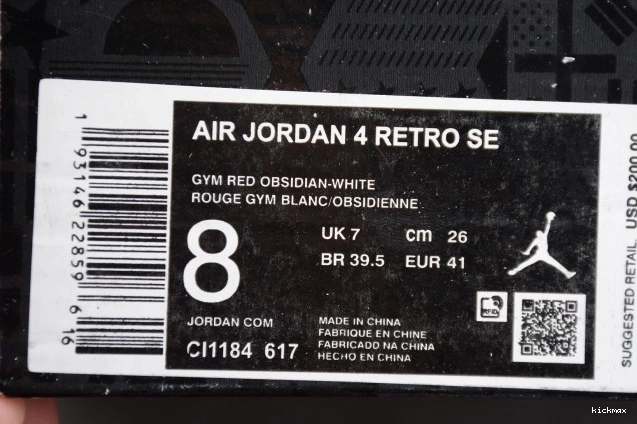 AIR JORDAN 4 RETRO SE
GYM RED OBSIDIAN-WHITE
ROUGE GYM BLANC/OBSIDIENNE
8
UK 7 cm 26
BR 39.5 EUR 41
JORDAN COM
CI1184 617
MADE IN CHINA
FABRIQUE EN CHINE
FABRICADO NA CHINA
HECHO EN CHINA
RFID
1 93146 22859 6 16
SUGGESTED RETAIL USD $200.00
kickmax